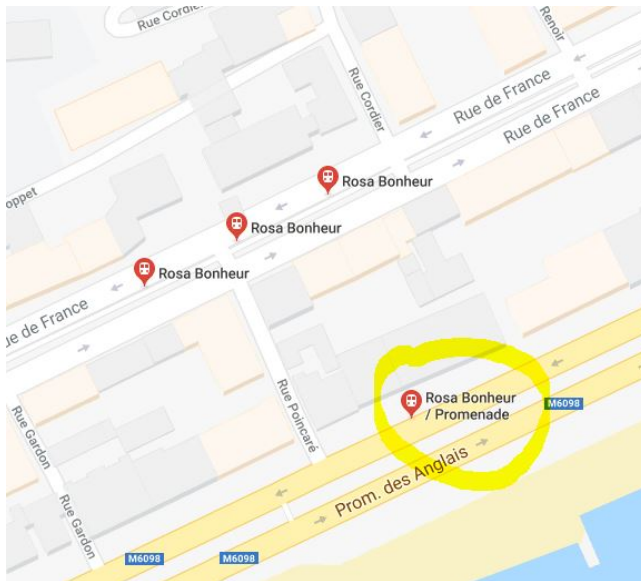 Rue Cordier
Renoir
Rue de France
Rue de France
Rue Cordier
oppet
Rosa Bonheur
Rosa Bonheur
Rosa Bonheur
ue de France
Rue Poincaré
Rosa Bonheur
/ Promenade
M6098
Rue Gardon
Prom. des Anglais
Rue Gardon
M6098
M6098